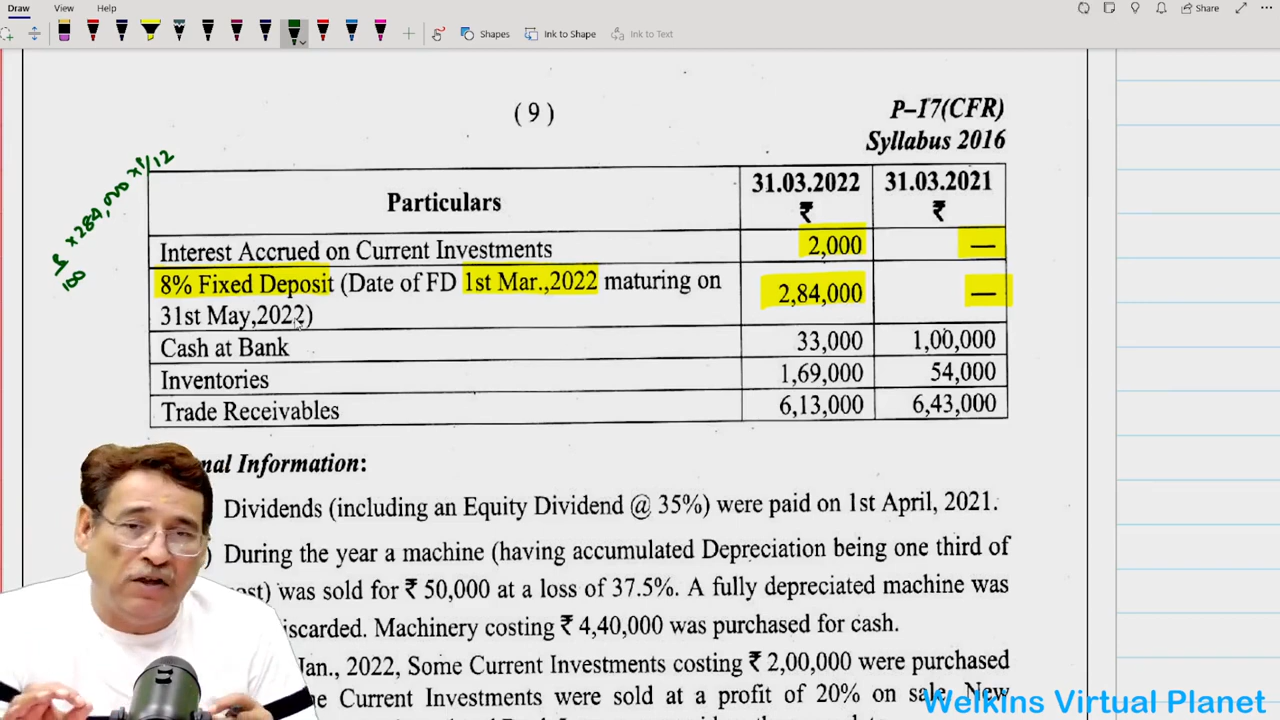 Draw View Help Share
Shapes Ink to Shape Ink to Text
( 9 ) P–17(CFR)
Syllabus 2016
8/100 ×284,000 ×1/12
Particulars 31.03.2022 ₹ 31.03.2021 ₹
Interest Accrued on Current Investments 2,000 —
8% Fixed Deposit (Date of FD 1st Mar.,2022 maturing on 2,84,000 —
31st May,2022)
Cash at Bank 33,000 1,00,000
Inventories 1,69,000 54,000
Trade Receivables 6,13,000 6,43,000
nal Information:
Dividends (including an Equity Dividend @ 35%) were paid on 1st April, 2021.
) During the year a machine (having accumulated Depreciation being one third of
ost) was sold for ₹ 50,000 at a loss of 37.5%. A fully depreciated machine was
iscarded. Machinery costing ₹ 4,40,000 was purchased for cash.
Jan., 2022, Some Current Investments costing ₹ 2,00,000 were purchased
e Current Investments were sold at a profit of 20% on sale. New
Welkins Virtual Planet